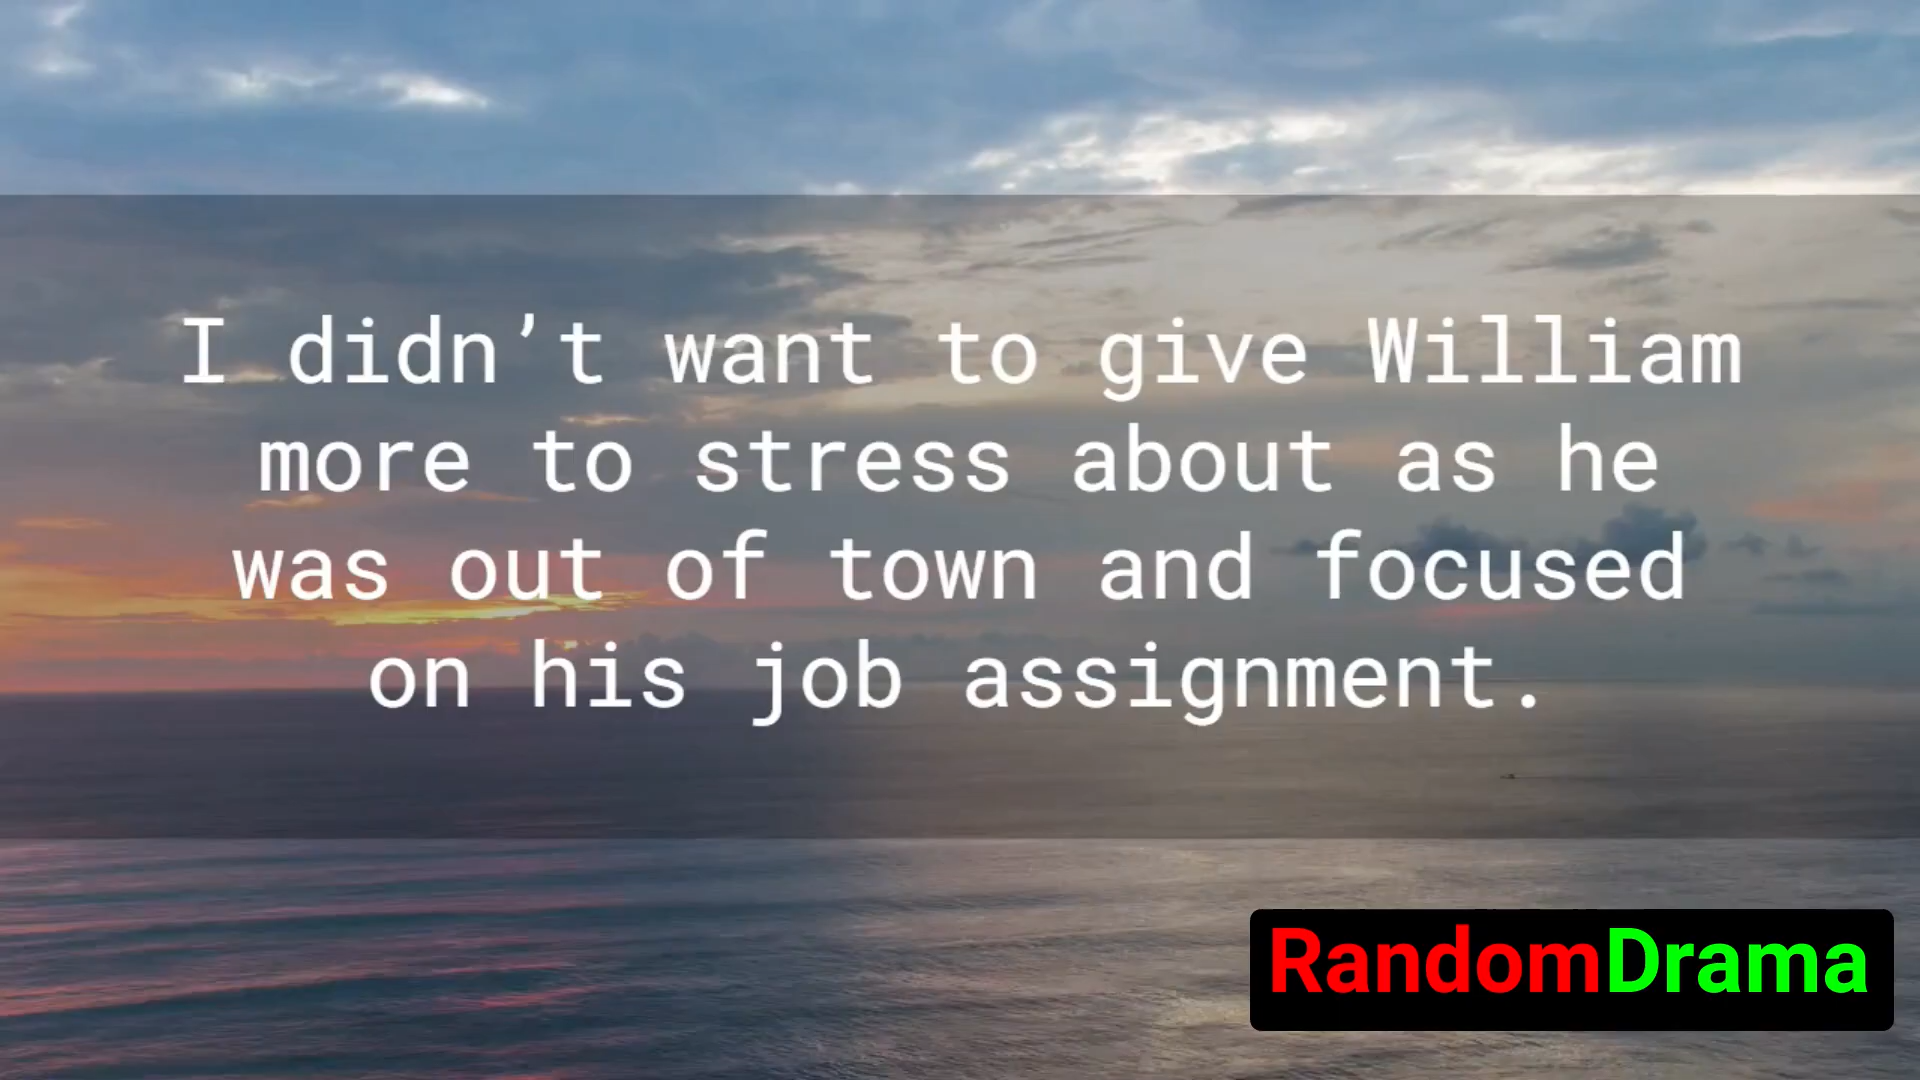 I didn’t want to give William
more to stress about as he
was out of town and focused
on his job assignment.
RandomDrama